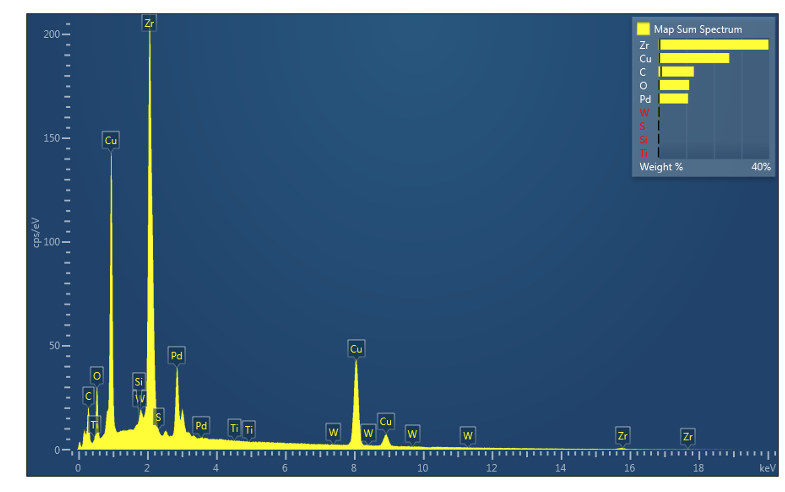 Map Sum Spectrum
Zr
Cu
C
O
Pd
W
S
Si
Ti
Weight % 40%
cps/eV
200
150
100
50
0
Zr
Cu
Pd
Cu
O
Si
C
W
Ti
S
Pd
Ti
Ti
W
W
Cu
W
W
Zr
Zr
0 2 4 6 8 10 12 14 16 18 keV